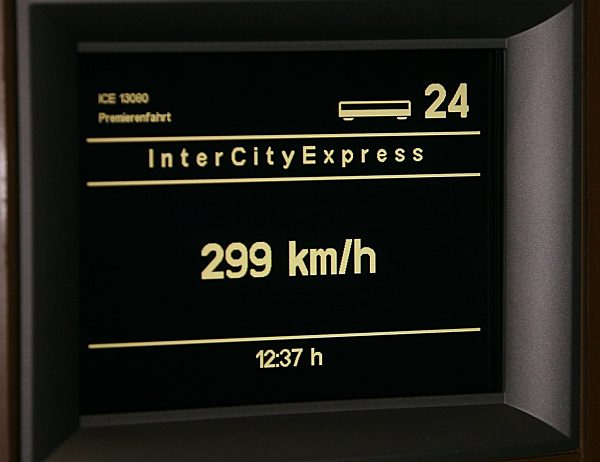 ICE 13080
Premierenfahrt
24
InterCityExpress
299 km/h
12:37 h